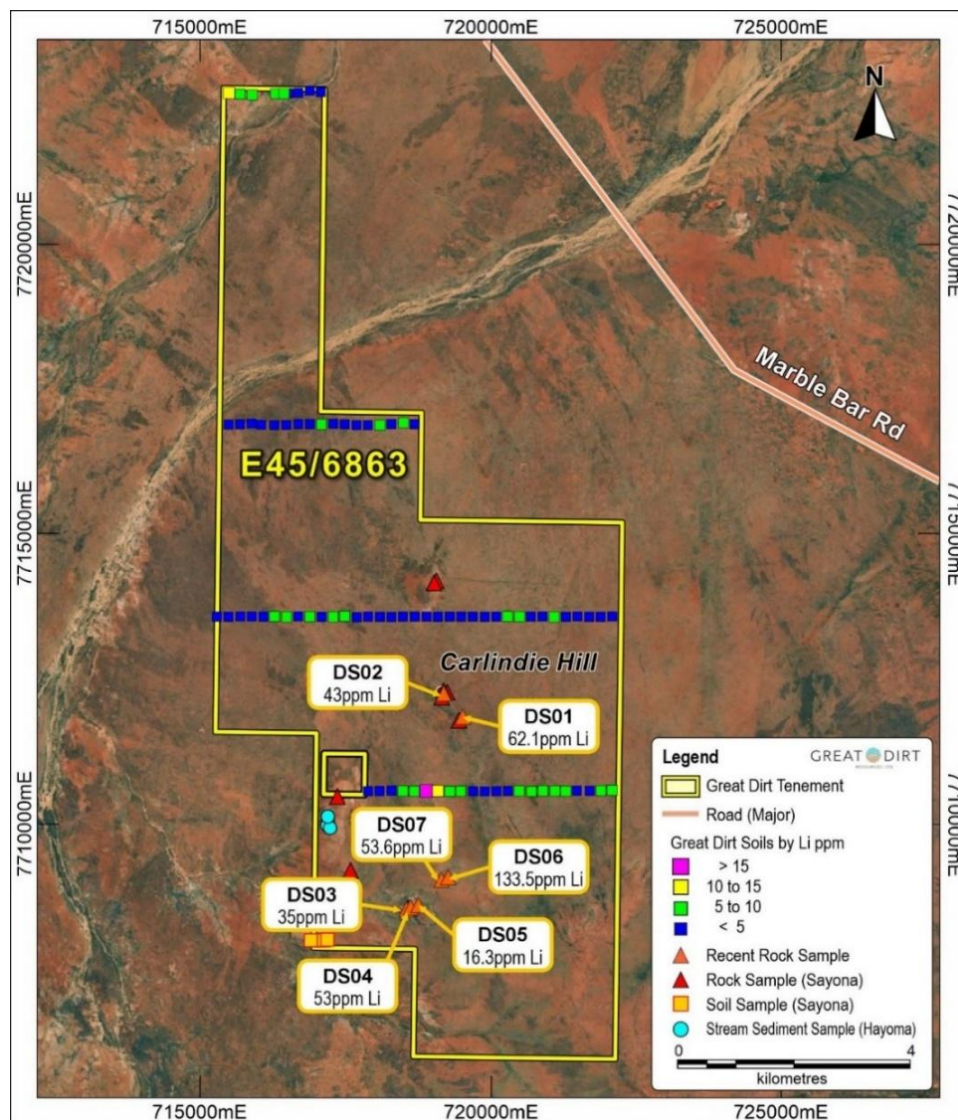 715000mE
720000mE
725000mE
N
7720000mE
7720000mE
Marble Bar Rd
E45/6863
7715000mE
7715000mE
Carlindie Hill
DS02
43ppm Li
DS01
62.1ppm Li
DS07
53.6ppm Li
DS06
133.5ppm Li
DS03
35ppm Li
DS05
16.3ppm Li
DS04
53ppm Li
7710000mE
7710000mE
Legend
GREAT DIRT
Great Dirt Tenement
Road (Major)
Great Dirt Soils by Li ppm
> 15
10 to 15
5 to 10
< 5
Recent Rock Sample
Rock Sample (Sayona)
Soil Sample (Sayona)
Stream Sediment Sample (Hayoma)
0 4
kilometres
715000mE
720000mE
725000mE